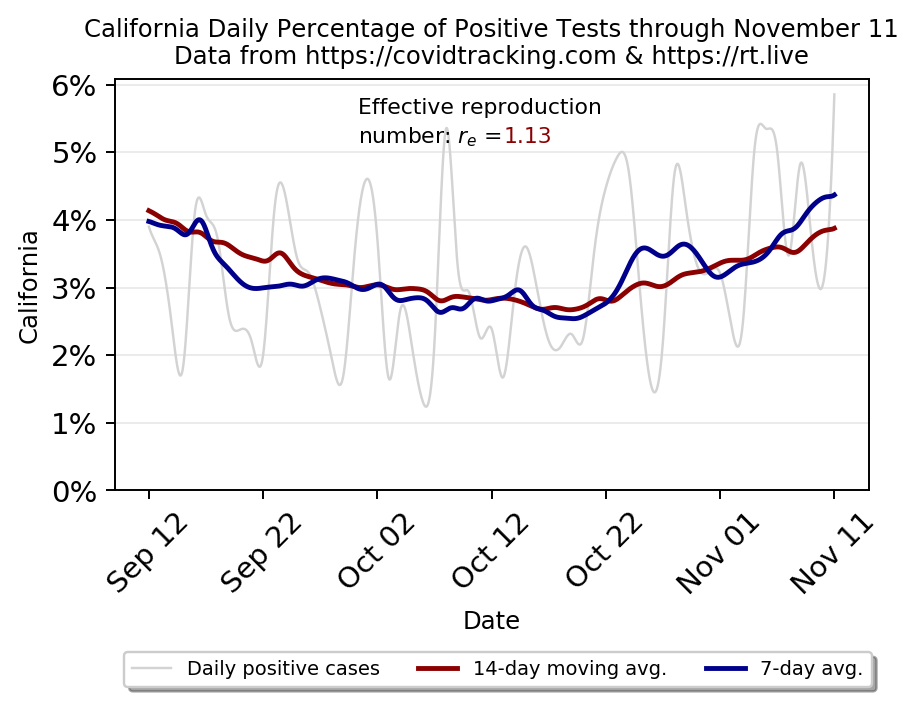 California Daily Percentage of Positive Tests through November 11
Data from https://covidtracking.com & https://rt.live
6%
Effective reproduction
number: rₑ =1.13
5%
4%
3%
2%
1%
0%
California
Sep 12
Sep 22
Oct 02
Oct 12
Oct 22
Nov 01
Nov 11
Date
Daily positive cases
14-day moving avg.
7-day avg.